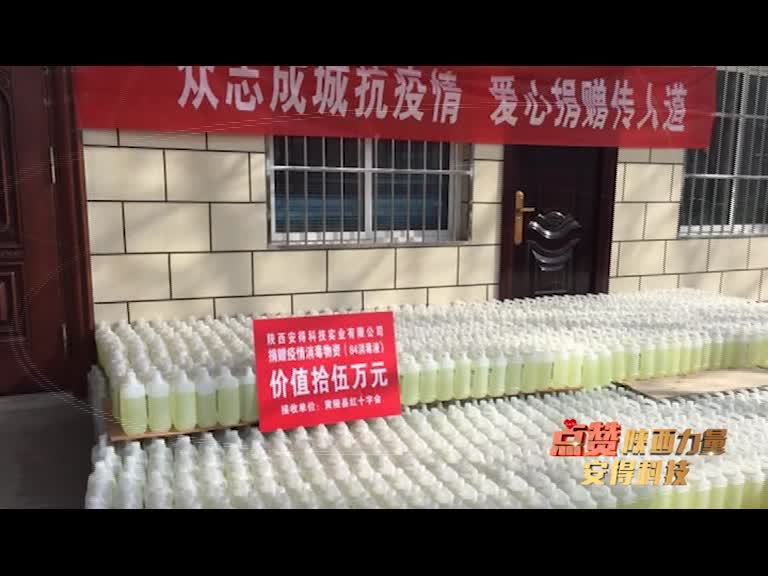 众志成城抗疫情 爱心捐赠传人道
陕西安得科技实业有限公司
捐赠疫情消毒物资（84消毒液）
价值拾伍万元
接收单位：黄陵县红十字会
点赞陕西力量
安得科技